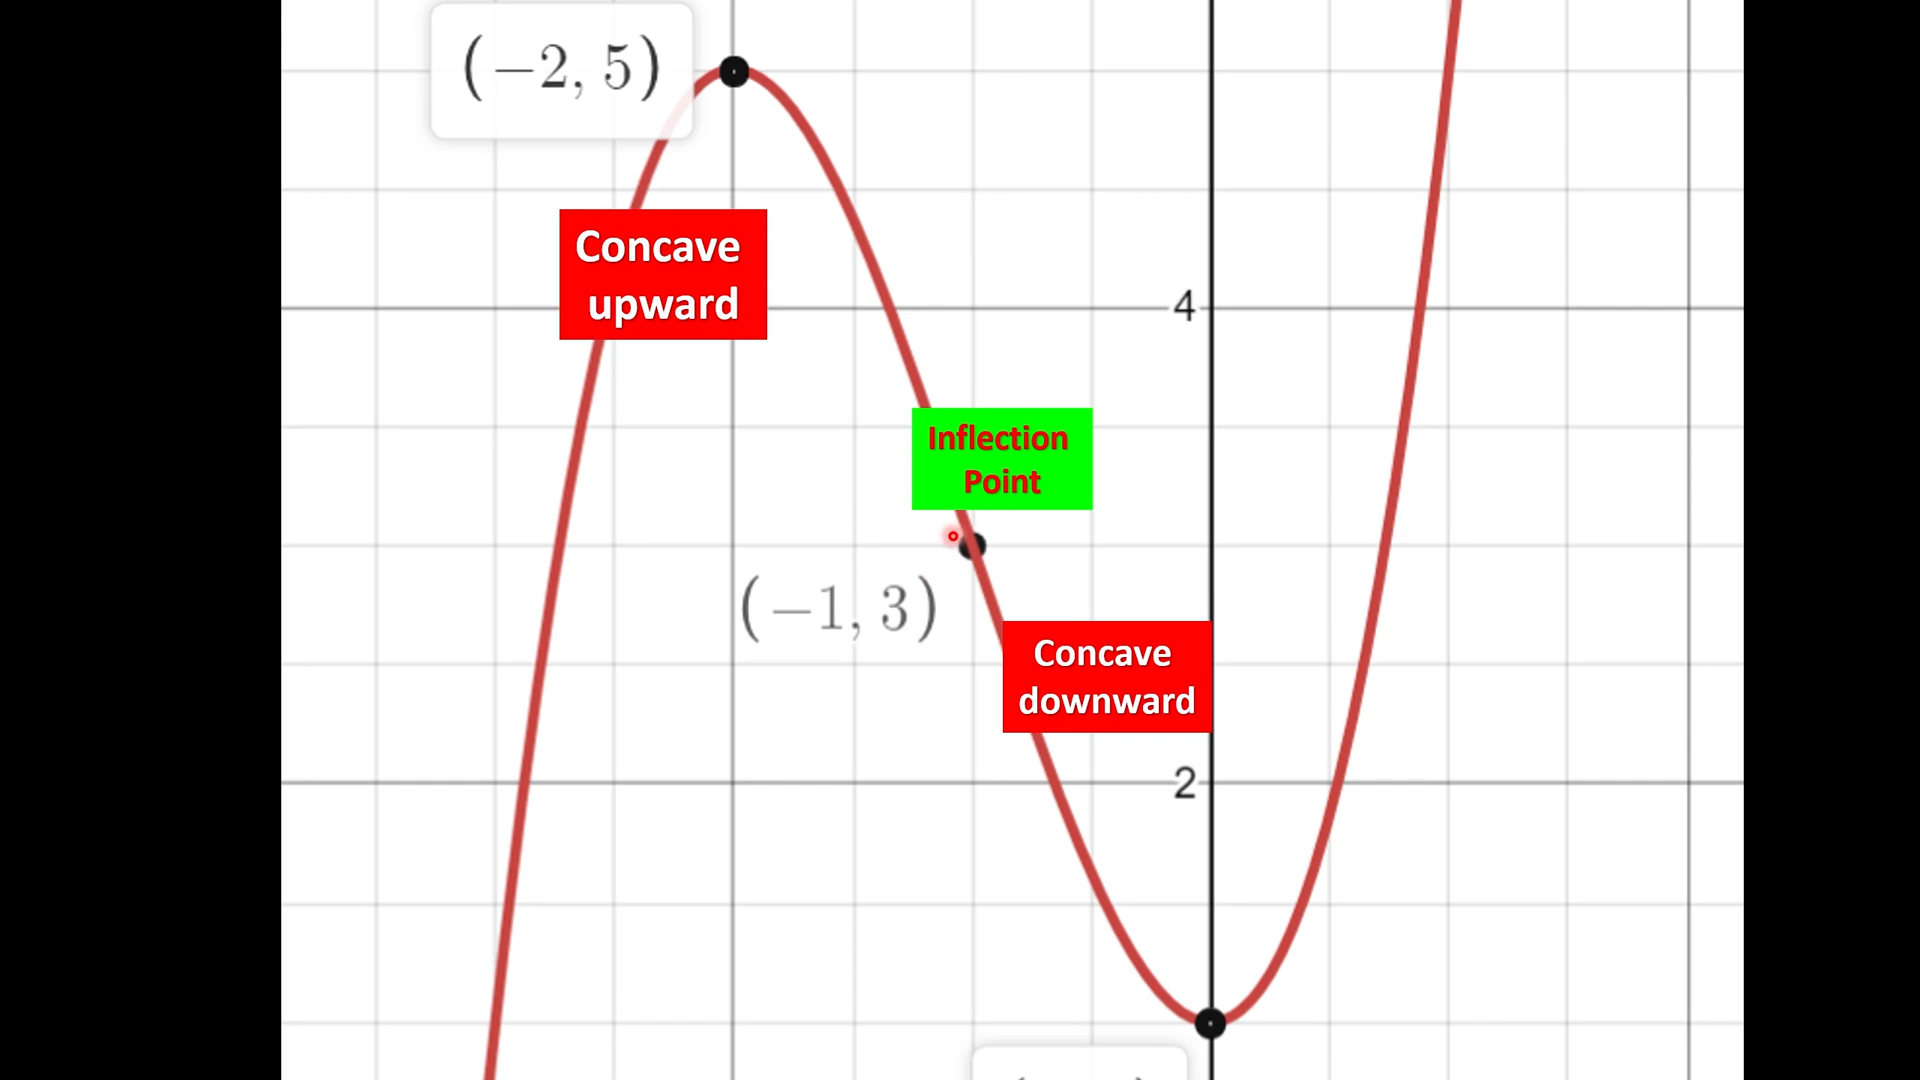 (−2, 5)
Concave
upward
4
Inflection
Point
(−1, 3)
Concave
downward
2